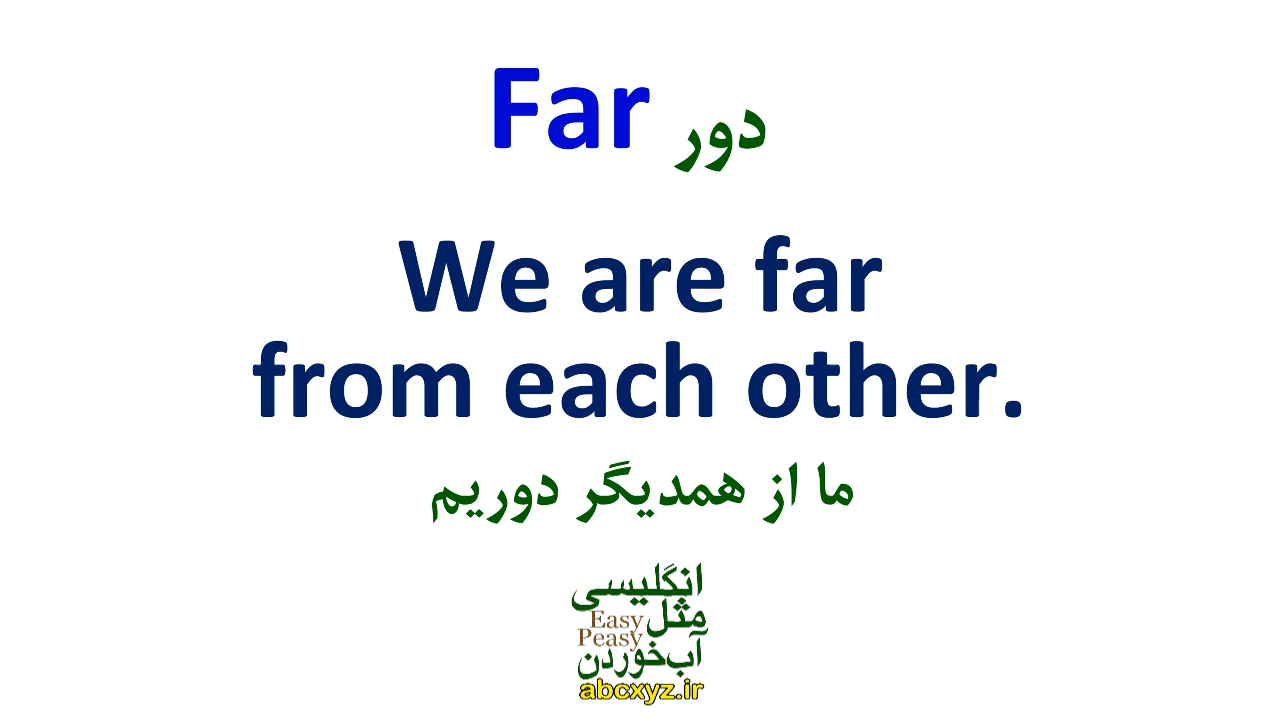 Far دور
We are far
from each other.
ما از همدیگر دوریم
انگلیسی
مثل Easy
Peasy
آب‌خوردن
abcxyz.ir